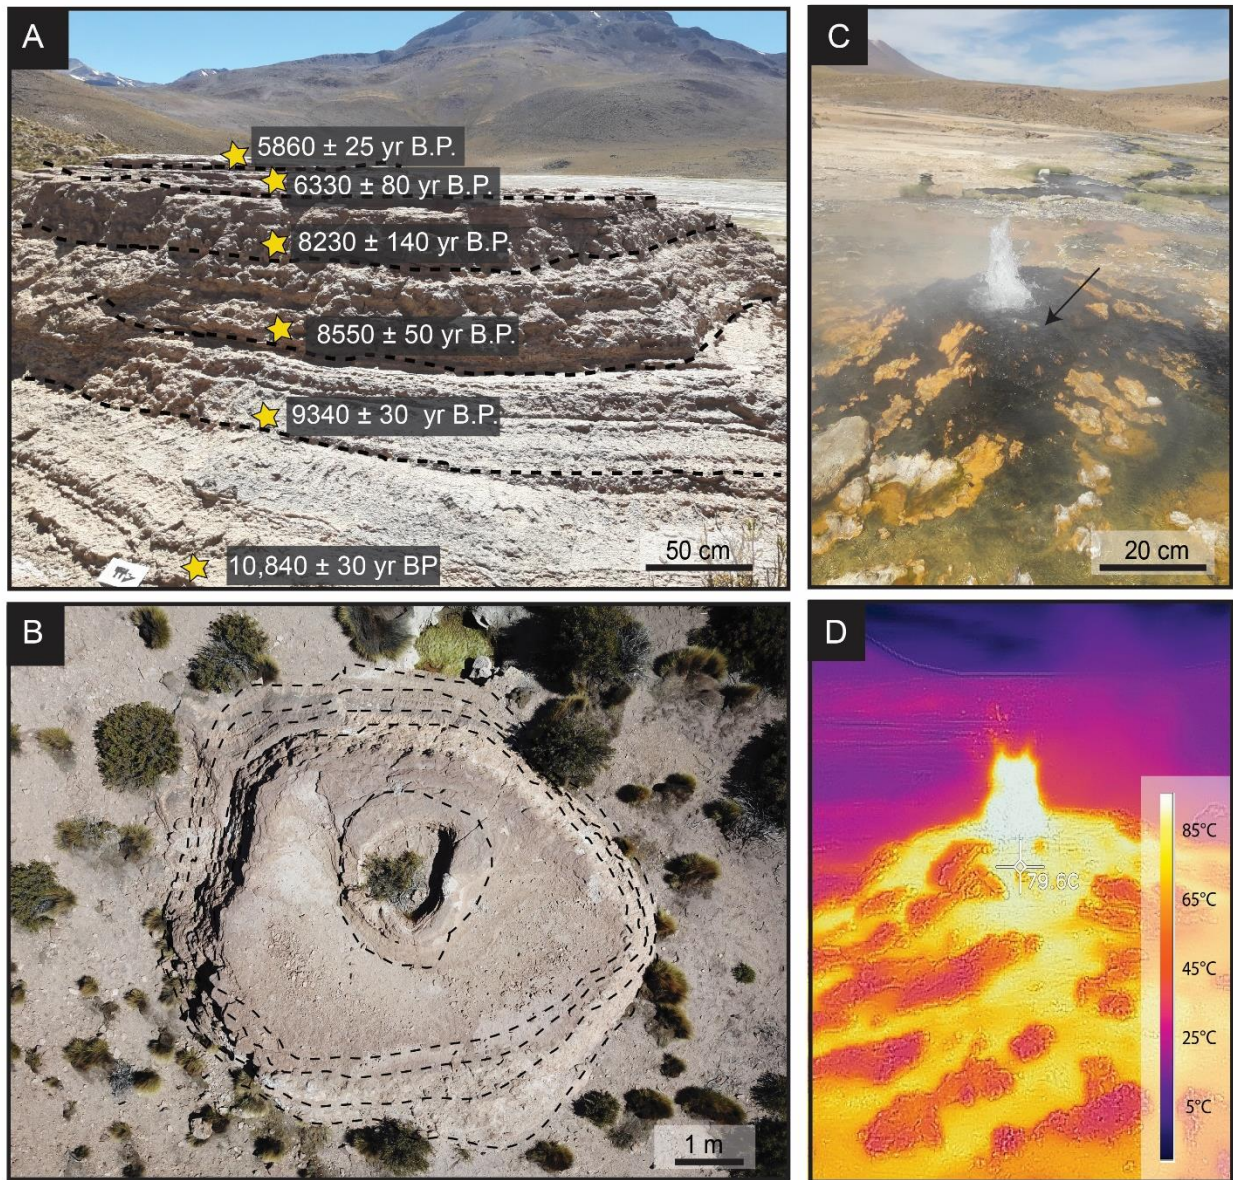 A
5860 ± 25 yr B.P.
6330 ± 80 yr B.P.
8230 ± 140 yr B.P.
8550 ± 50 yr B.P.
9340 ± 30 yr B.P.
10,840 ± 30 yr BP
50 cm
B
1 m
C
20 cm
D
79.6C
85°C
65°C
45°C
25°C
5°C